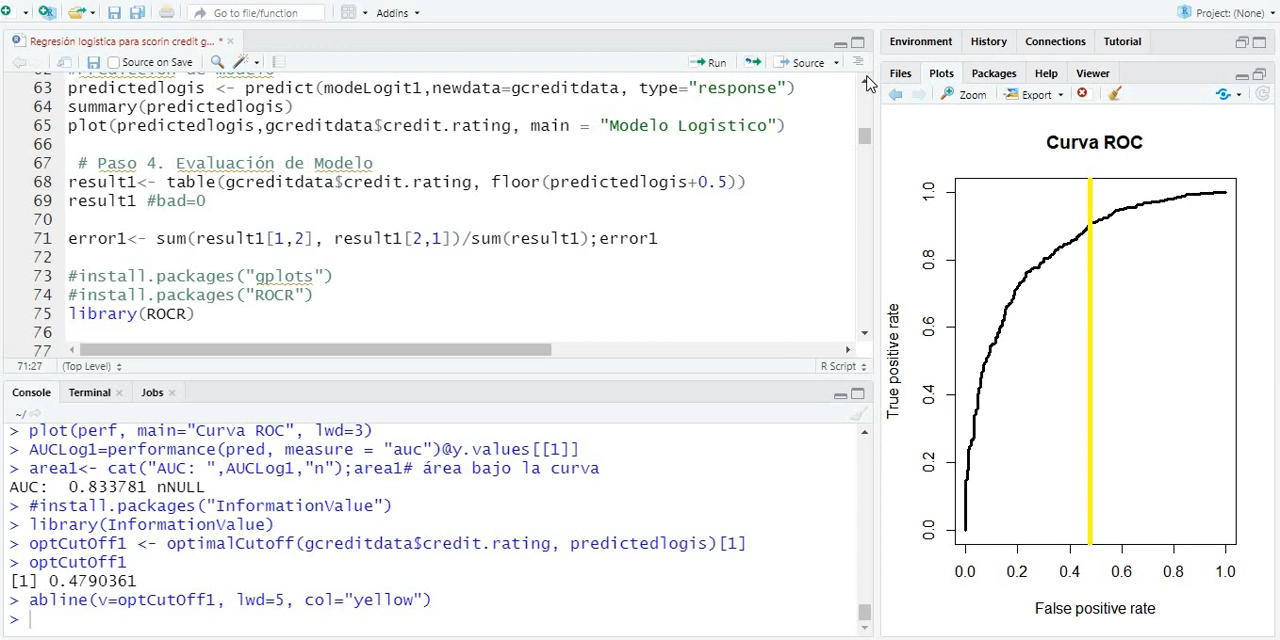 Go to file/function
Addins
Project: (None)
Regresión logística para scorin credit g...*
Source on Save
Run
Source
63 predictedlogis <- predict(modeLogit1,newdata=gcreditdata, type="response")
64 summary(predictedlogis)
65 plot(predictedlogis,gcreditdata$credit.rating, main = "Modelo Logistico")
66
67 # Paso 4. Evaluación de Modelo
68 result1<- table(gcreditdata$credit.rating, floor(predictedlogis+0.5))
69 result1 #bad=0
70
71 error1<- sum(result1[1,2], result1[2,1])/sum(result1);error1
72
73 #install.packages("gplots")
74 #install.packages("ROCR")
75 library(ROCR)
76
77
71:27 (Top Level) R Script
Console Terminal Jobs
~/
> plot(perf, main="Curva ROC", lwd=3)
> AUCLog1=performance(pred, measure = "auc")@y.values[[1]]
> area1<- cat("AUC: ",AUCLog1,"n");area1# área bajo la curva
AUC:  0.833781 nNULL
> #install.packages("InformationValue")
> library(InformationValue)
> optCutOff1 <- optimalCutoff(gcreditdata$credit.rating, predictedlogis)[1]
> optCutOff1
[1] 0.4790361
> abline(v=optCutOff1, lwd=5, col="yellow")
>
Environment History Connections Tutorial
Files Plots Packages Help Viewer
Zoom Export
Curva ROC
True positive rate
1.0
0.8
0.6
0.4
0.2
0.0
0.0 0.2 0.4 0.6 0.8 1.0
False positive rate